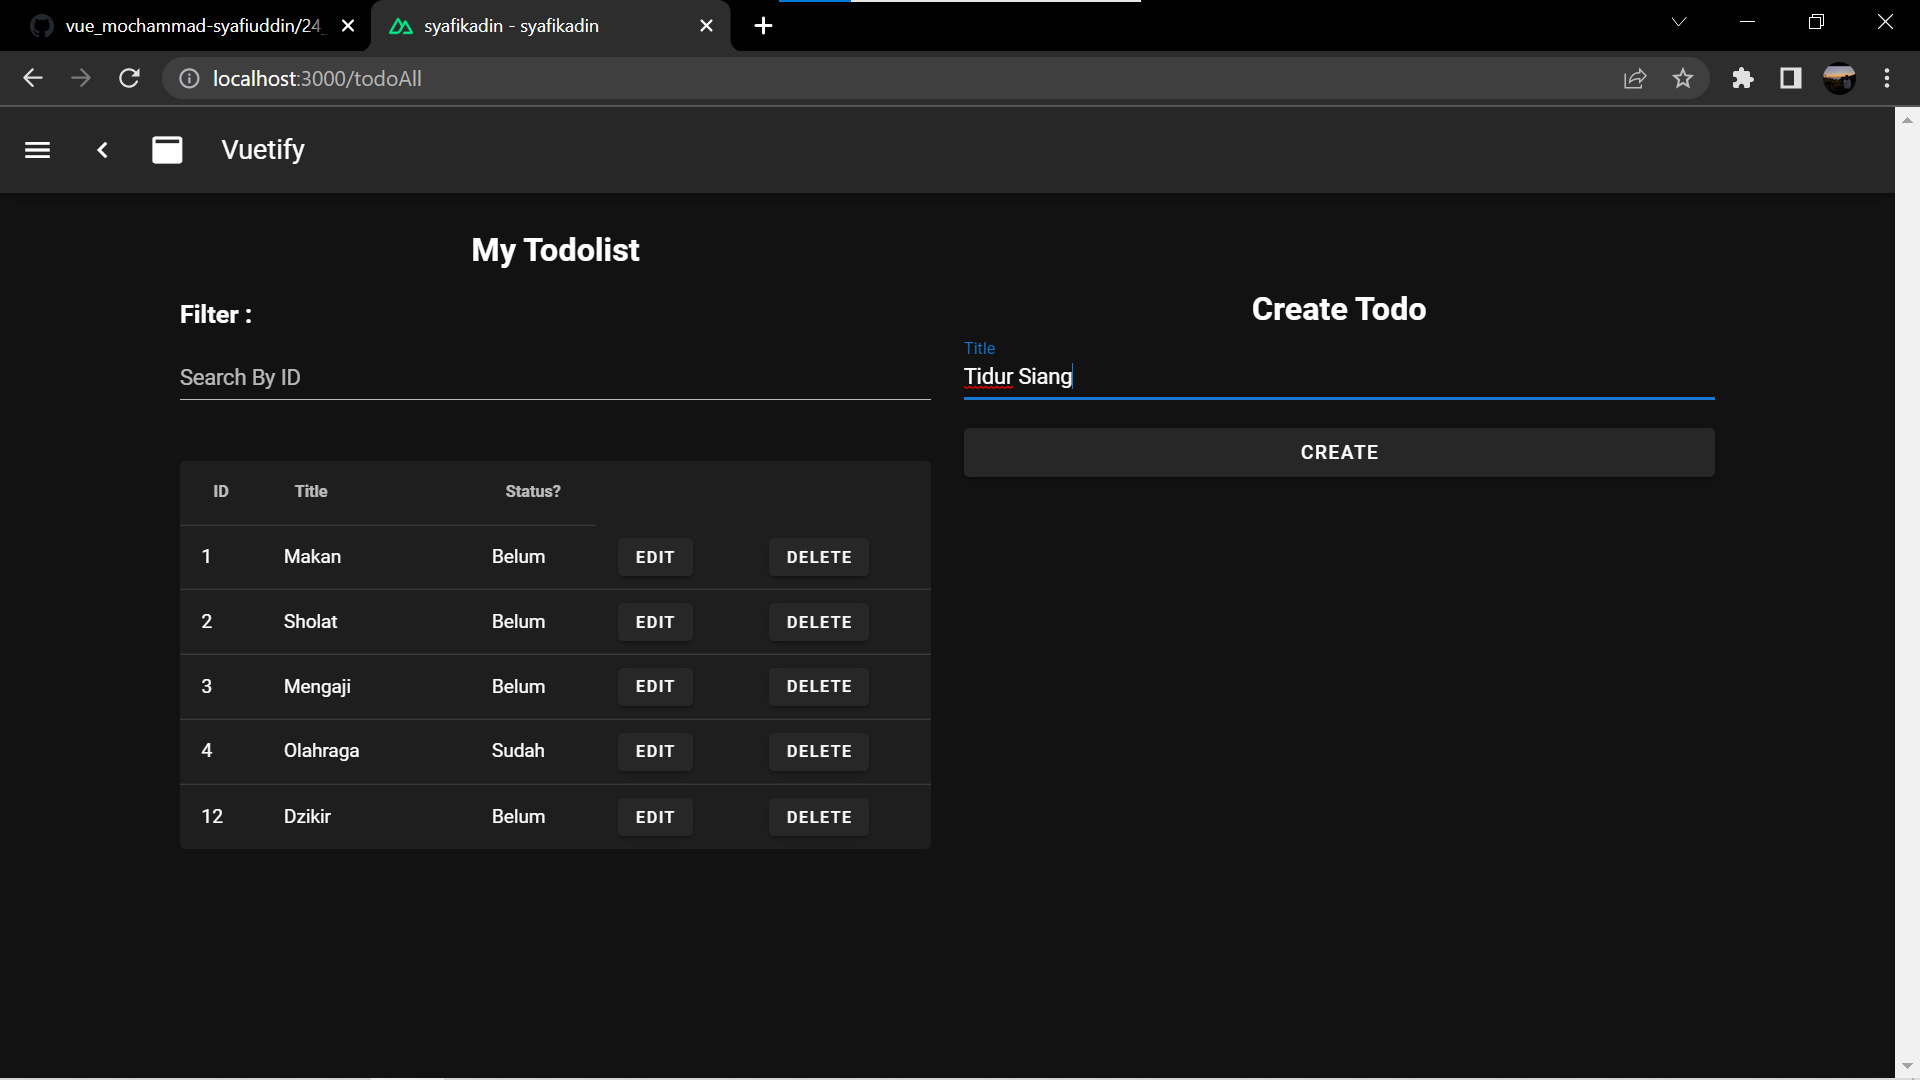 vue_mochammad-syafiuddin/24_
syafikadin - syafikadin
localhost:3000/todoAll
Vuetify
My Todolist
Filter :
Search By ID
ID Title Status?
1 Makan Belum EDIT DELETE
2 Sholat Belum EDIT DELETE
3 Mengaji Belum EDIT DELETE
4 Olahraga Sudah EDIT DELETE
12 Dzikir Belum EDIT DELETE
Create Todo
Title
Tidur Siang
CREATE